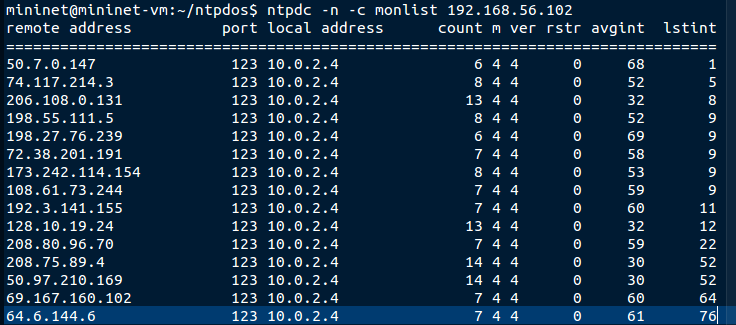 mininet@mininet-vm:~/ntpdos$ ntpdc -n -c monlist 192.168.56.102
remote address          port local address      count m ver rstr avgint  lstint
===============================================================================
50.7.0.147               123 10.0.2.4               6 4 4      0     68       1
74.117.214.3             123 10.0.2.4               8 4 4      0     52       5
206.108.0.131            123 10.0.2.4              13 4 4      0     32       8
198.55.111.5             123 10.0.2.4               8 4 4      0     52       9
198.27.76.239            123 10.0.2.4               6 4 4      0     69       9
72.38.201.191            123 10.0.2.4               7 4 4      0     58       9
173.242.114.154          123 10.0.2.4               8 4 4      0     53       9
108.61.73.244            123 10.0.2.4               7 4 4      0     59       9
192.3.141.155            123 10.0.2.4               7 4 4      0     60      11
128.10.19.24             123 10.0.2.4              13 4 4      0     32      12
208.80.96.70             123 10.0.2.4               7 4 4      0     59      22
208.75.89.4              123 10.0.2.4              14 4 4      0     30      52
50.97.210.169            123 10.0.2.4              14 4 4      0     30      52
69.167.160.102           123 10.0.2.4               7 4 4      0     60      64
64.6.144.6               123 10.0.2.4               7 4 4      0     61      76